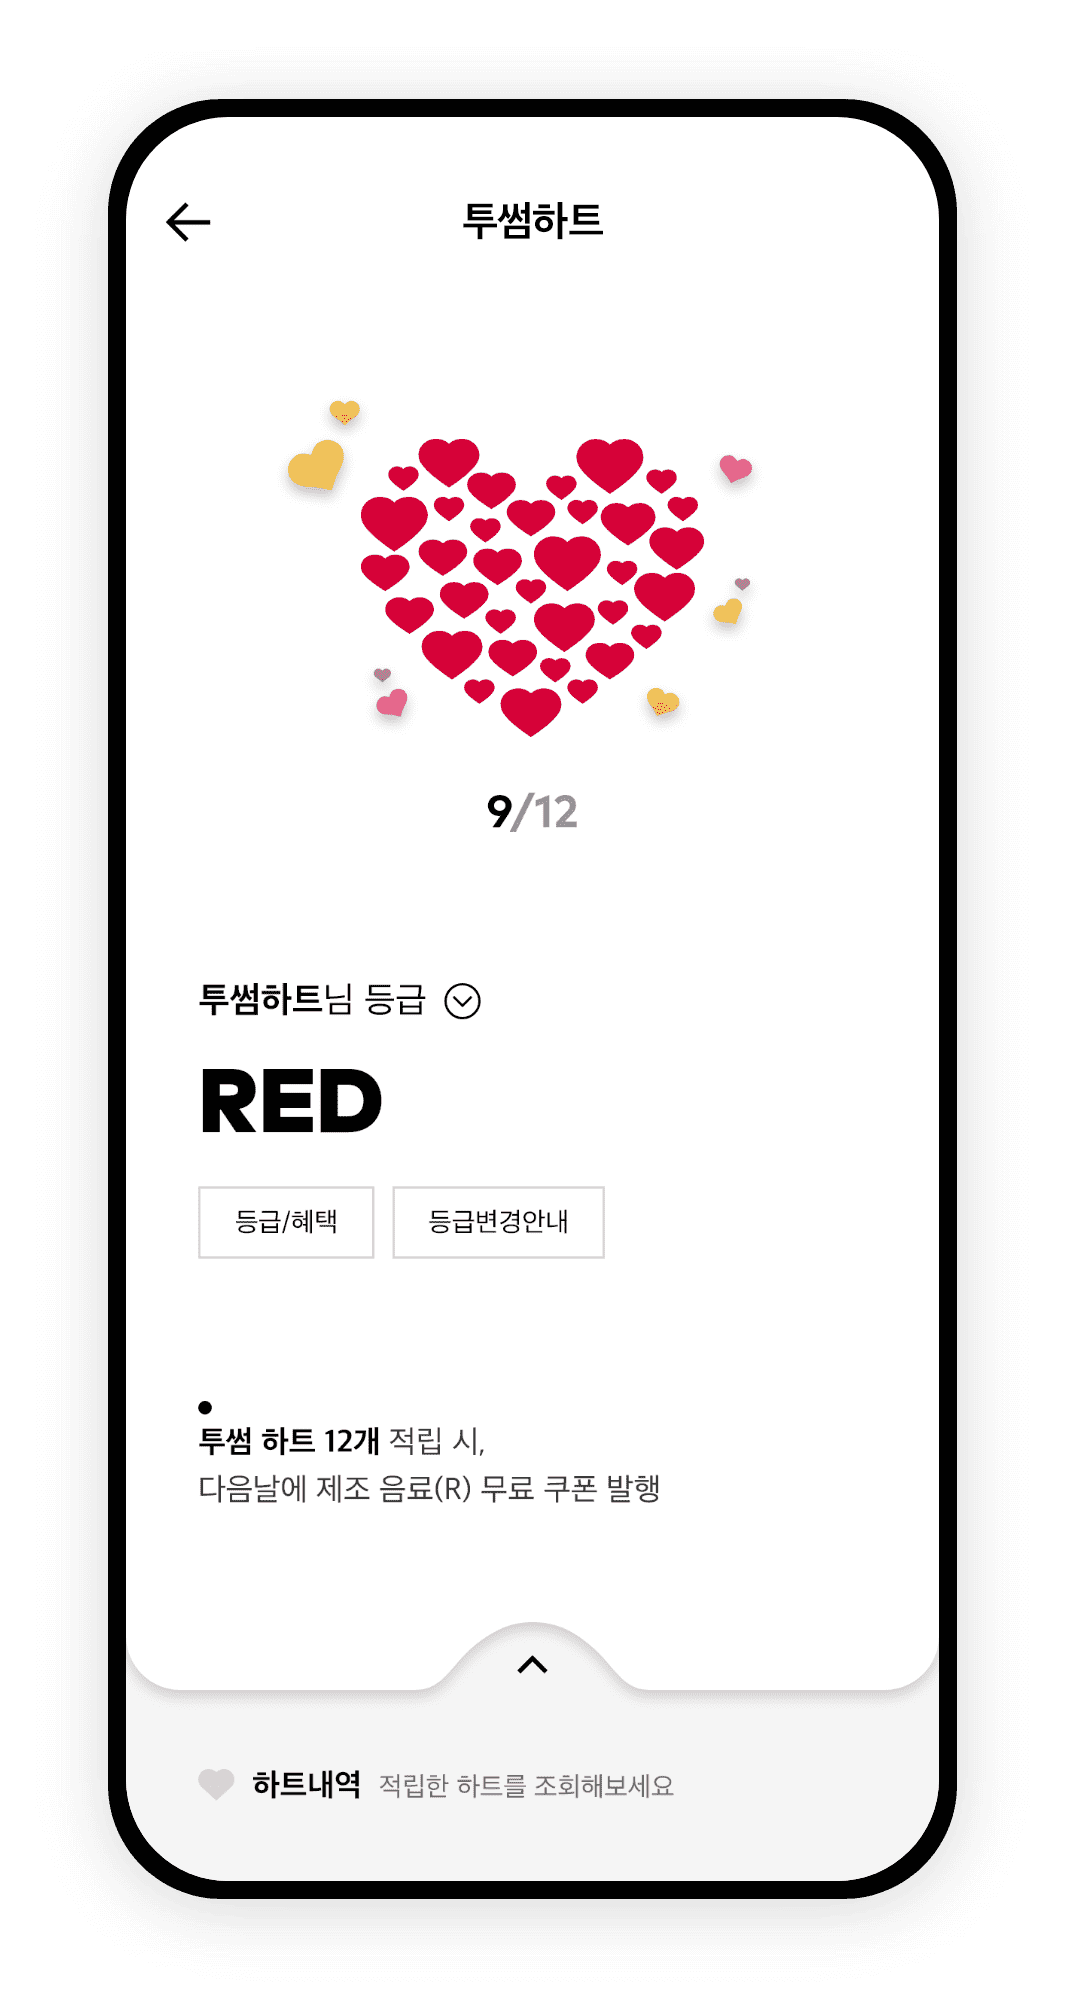 투썸하트
9/12
투썸하트님 등급
RED
등급/혜택
등급변경안내
투썸 하트 12개 적립 시,
다음날에 제조 음료(R) 무료 쿠폰 발행
하트내역 적립한 하트를 조회해보세요